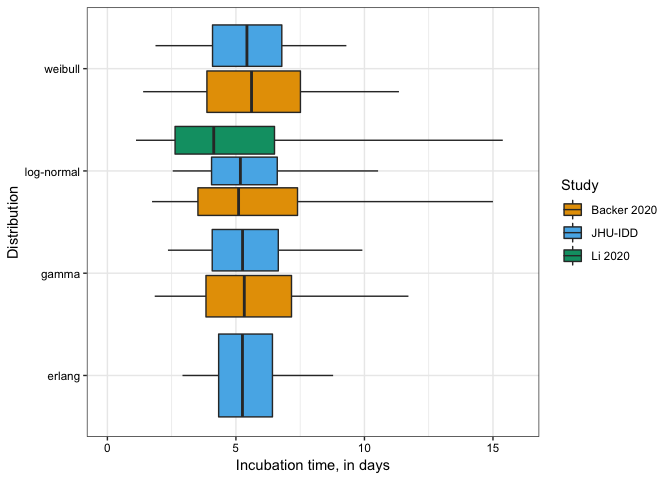 weibull
log-normal
gamma
erlang
Distribution
0
5
10
15
Incubation time, in days
Study
Backer 2020
JHU-IDD
Li 2020